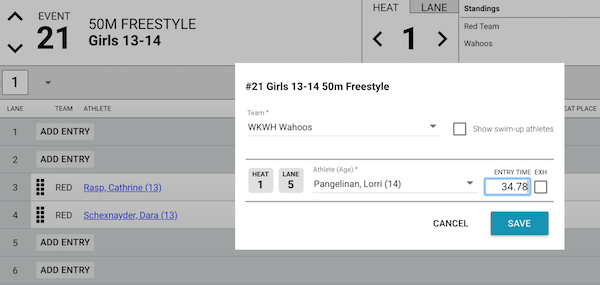 EVENT
21
50M FREESTYLE
Girls 13-14
HEAT LANE
1
Standings
Red Team
Wahoos
1
LANE TEAM ATHLETE EAT PLACE
1 ADD ENTRY
2 ADD ENTRY
3 RED Rasp, Cathrine (13)
4 RED Schexnayder, Dara (13)
5 ADD ENTRY
6 ADD ENTRY
#21 Girls 13-14 50m Freestyle
Team *
WKWH Wahoos
Show swim-up athletes
HEAT 1
LANE 5
Athlete (Age) *
Pangelinan, Lorri (14)
ENTRY TIME EXH
34.78
CANCEL SAVE